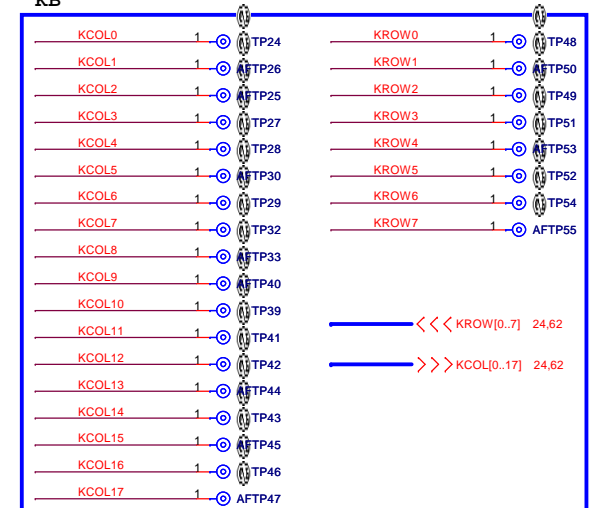 KB
KCOL0 1 TP24
KCOL1 1 AFTP26
KCOL2 1 AFTP25
KCOL3 1 TP27
KCOL4 1 TP28
KCOL5 1 AFTP30
KCOL6 1 TP29
KCOL7 1 TP32
KCOL8 1 AFTP33
KCOL9 1 AFTP40
KCOL10 1 TP39
KCOL11 1 TP41
KCOL12 1 TP42
KCOL13 1 AFTP44
KCOL14 1 TP43
KCOL15 1 AFTP45
KCOL16 1 TP46
KCOL17 1 AFTP47
KROW0 1 TP48
KROW1 1 AFTP50
KROW2 1 TP49
KROW3 1 TP51
KROW4 1 AFTP53
KROW5 1 TP52
KROW6 1 TP54
KROW7 1 AFTP55
KROW[0..7] 24,62
KCOL[0..17] 24,62